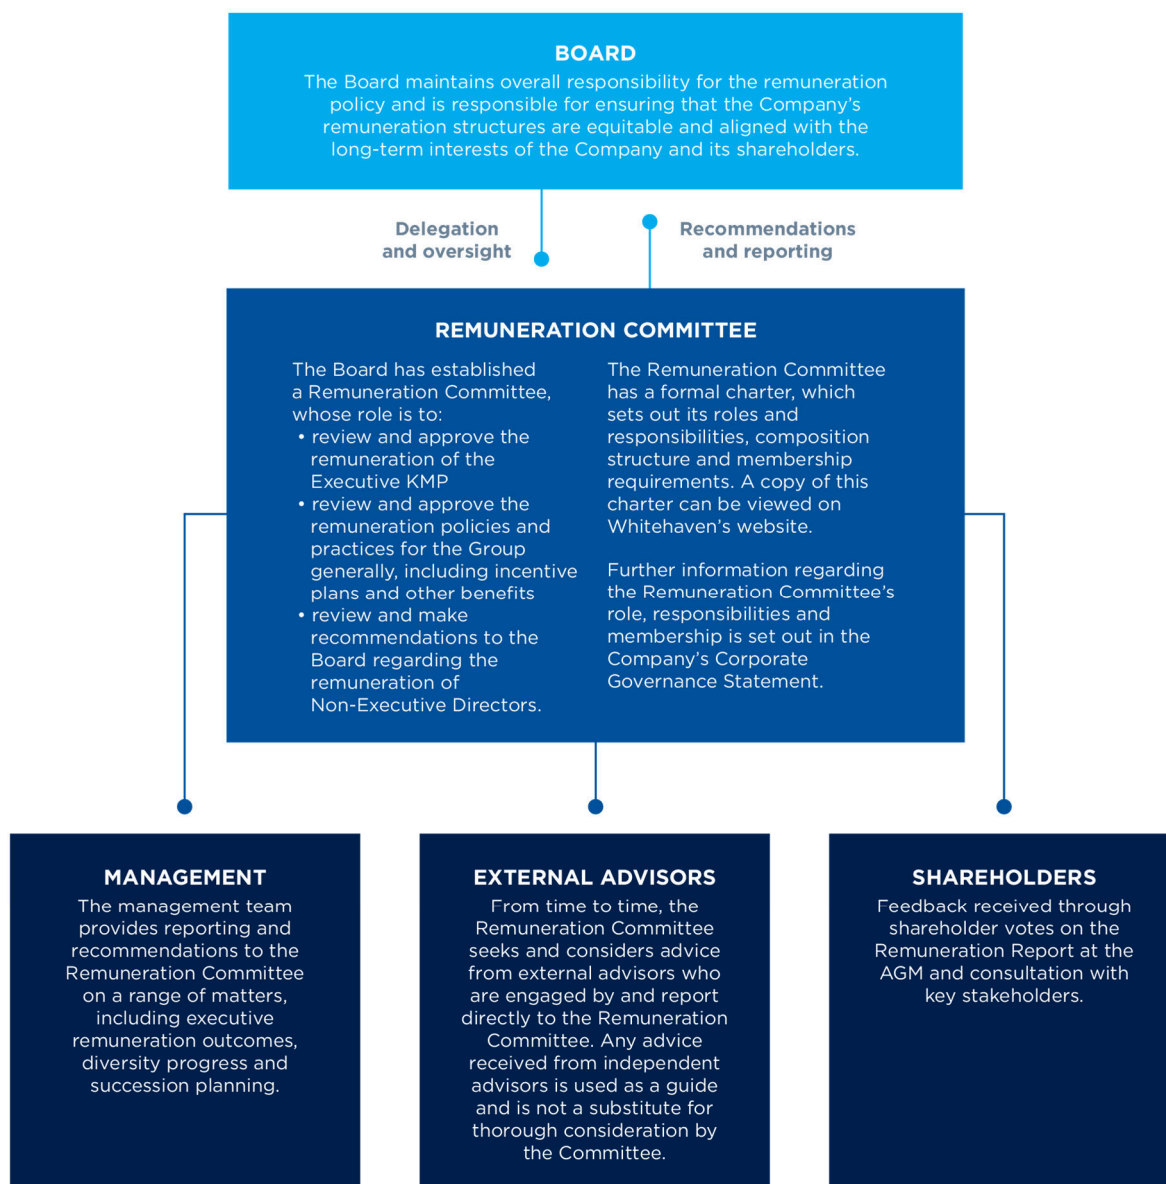 BOARD
The Board maintains overall responsibility for the remuneration
policy and is responsible for ensuring that the Company’s
remuneration structures are equitable and aligned with the
long-term interests of the Company and its shareholders.
Delegation
and oversight
Recommendations
and reporting
REMUNERATION COMMITTEE
The Board has established
a Remuneration Committee,
whose role is to:
• review and approve the
remuneration of the
Executive KMP
• review and approve the
remuneration policies and
practices for the Group
generally, including incentive
plans and other benefits
• review and make
recommendations to the
Board regarding the
remuneration of
Non-Executive Directors.
The Remuneration Committee
has a formal charter, which
sets out its roles and
responsibilities, composition
structure and membership
requirements. A copy of this
charter can be viewed on
Whitehaven’s website.
Further information regarding
the Remuneration Committee’s
role, responsibilities and
membership is set out in the
Company’s Corporate
Governance Statement.
MANAGEMENT
The management team
provides reporting and
recommendations to the
Remuneration Committee
on a range of matters,
including executive
remuneration outcomes,
diversity progress and
succession planning.
EXTERNAL ADVISORS
From time to time, the
Remuneration Committee
seeks and considers advice
from external advisors who
are engaged by and report
directly to the Remuneration
Committee. Any advice
received from independent
advisors is used as a guide
and is not a substitute for
thorough consideration by
the Committee.
SHAREHOLDERS
Feedback received through
shareholder votes on the
Remuneration Report at the
AGM and consultation with
key stakeholders.